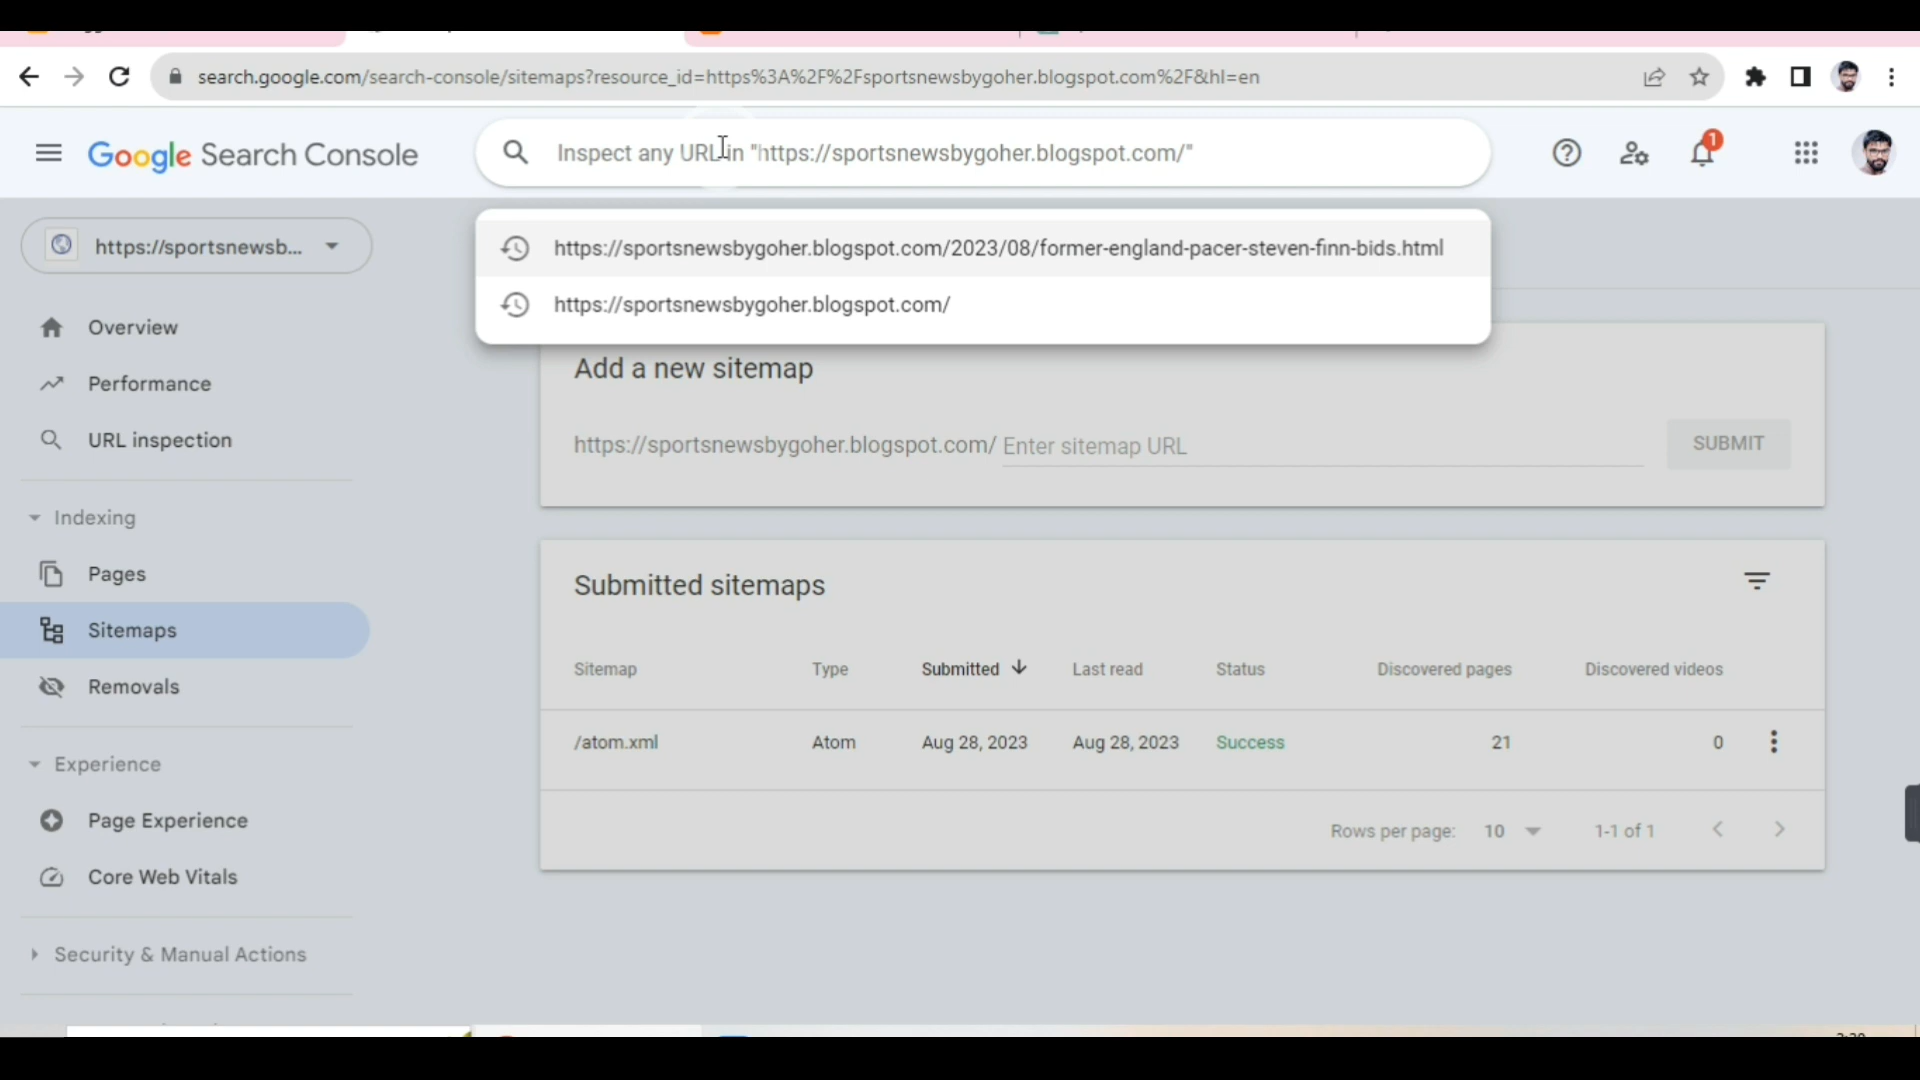 search.google.com/search-console/sitemaps?resource_id=https%3A%2F%2Fsportsnewsbygoher.blogspot.com%2F&hl=en
Google Search Console
Inspect any URL in "https://sportsnewsbygoher.blogspot.com/"
1
https://sportsnewsb...
https://sportsnewsbygoher.blogspot.com/2023/08/former-england-pacer-steven-finn-bids.html
https://sportsnewsbygoher.blogspot.com/
Overview
Performance
URL inspection
Indexing
Pages
Sitemaps
Removals
Experience
Page Experience
Core Web Vitals
Security & Manual Actions
Add a new sitemap
https://sportsnewsbygoher.blogspot.com/ Enter sitemap URL
SUBMIT
Submitted sitemaps
Sitemap Type Submitted Last read Status Discovered pages Discovered videos
/atom.xml Atom Aug 28, 2023 Aug 28, 2023 Success 21 0
Rows per page: 10 1-1 of 1